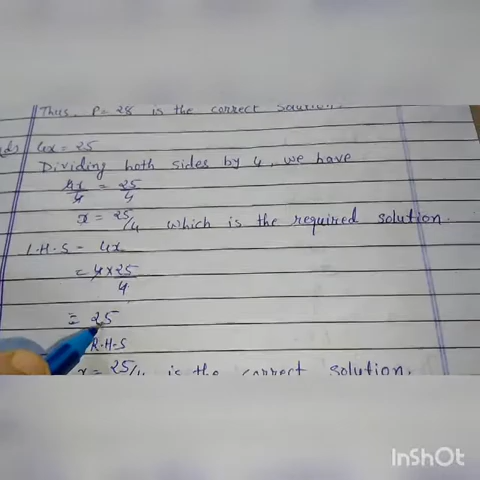 Thus, P = 28 is the correct solution.
4x = 25
Dividing both sides by 4, we have
4x/4 = 25/4
x = 25/4 which is the required solution.
L.H.S = 4x
= 4 x 25/4
= 25
R.H.S
x = 25/4 is the correct solution.
InShOt